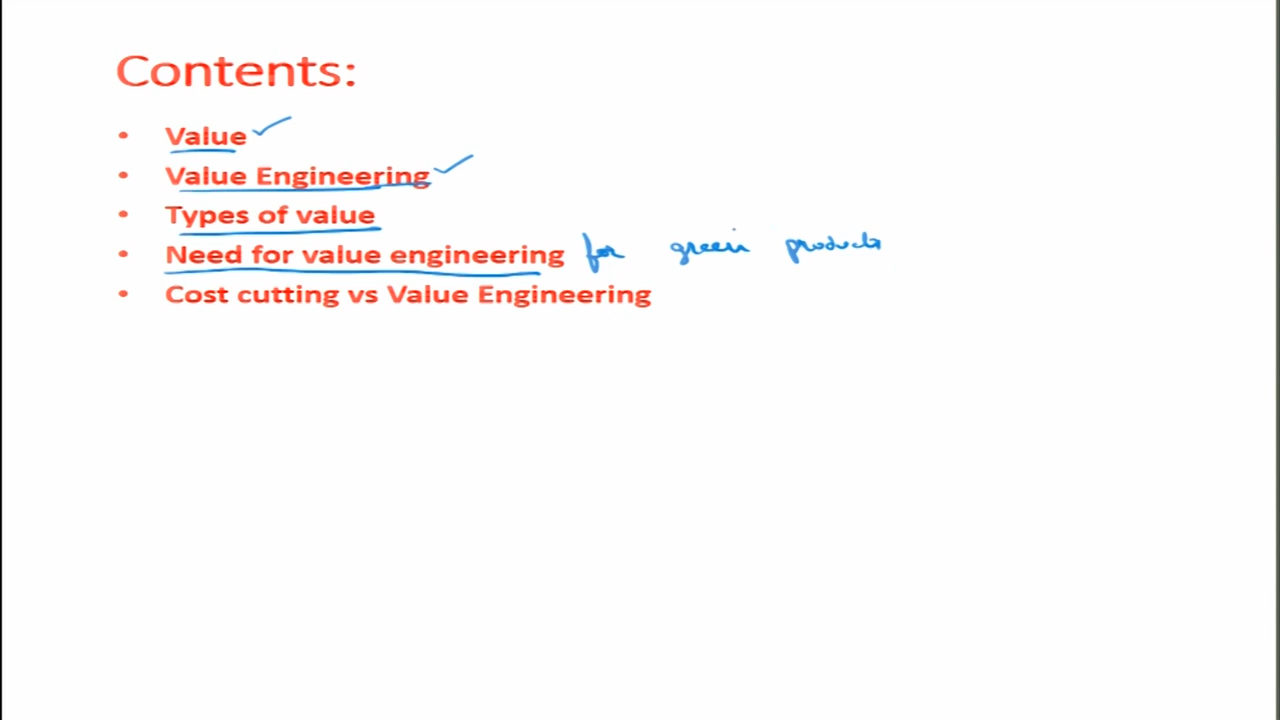 Contents:
• Value ✓
• Value Engineering ✓
• Types of value
• Need for value engineering for green products
• Cost cutting vs Value Engineering